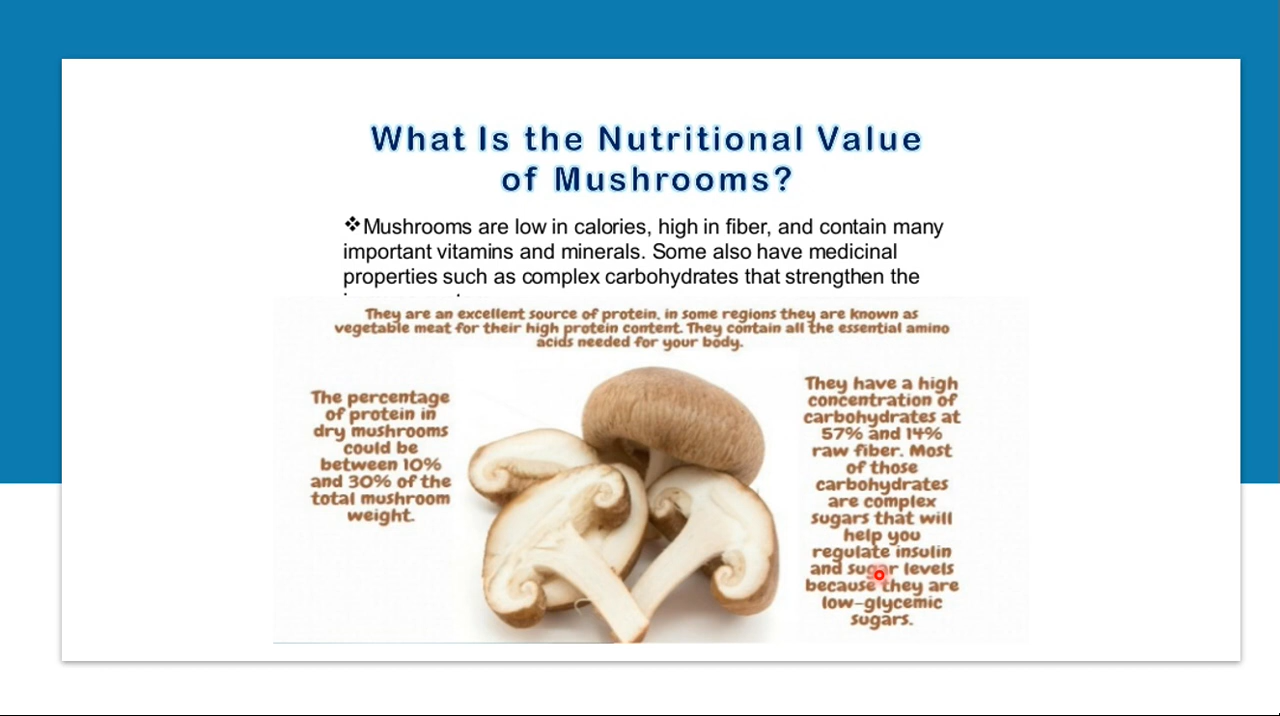 What Is the Nutritional Value
of Mushrooms?
❖Mushrooms are low in calories, high in fiber, and contain many
important vitamins and minerals. Some also have medicinal
properties such as complex carbohydrates that strengthen the
They are an excellent source of protein, in some regions they are known as
vegetable meat for their high protein content. They contain all the essential amino
acids needed for your body.
The percentage
of protein in
dry mushrooms
could be
between 10%
and 30% of the
total mushroom
weight.
They have a high
concentration of
carbohydrates at
57% and 14%
raw fiber. Most
of those
carbohydrates
are complex
sugars that will
help you
regulate insulin
and sugar levels
because they are
low-glycemic
sugars.